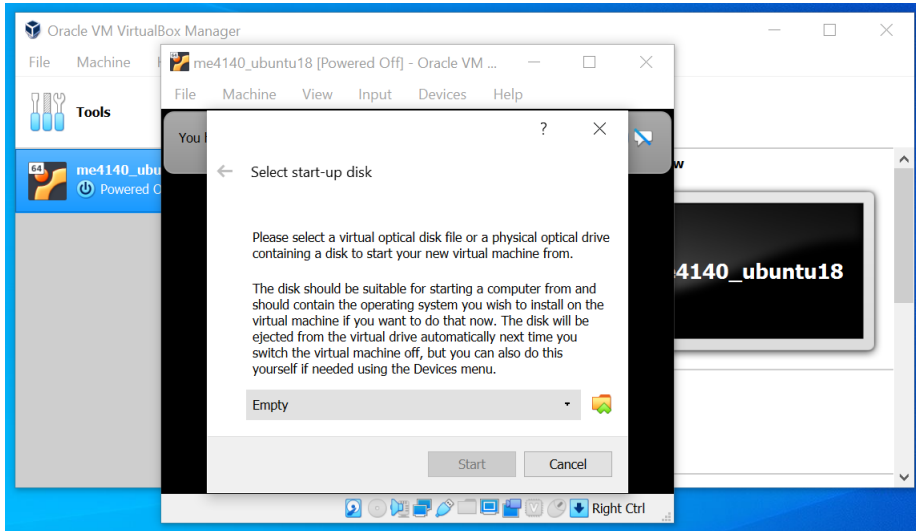 Oracle VM VirtualBox Manager
File Machine
Tools
64
me4140_ubu
Powered O
me4140_ubuntu18 [Powered Off] - Oracle VM ...
File Machine View Input Devices Help
You
?
Select start-up disk
Please select a virtual optical disk file or a physical optical drive
containing a disk to start your new virtual machine from.
The disk should be suitable for starting a computer from and
should contain the operating system you wish to install on the
virtual machine if you want to do that now. The disk will be
ejected from the virtual drive automatically next time you
switch the virtual machine off, but you can also do this
yourself if needed using the Devices menu.
Empty
Start Cancel
w
4140_ubuntu18
V
Right Ctrl